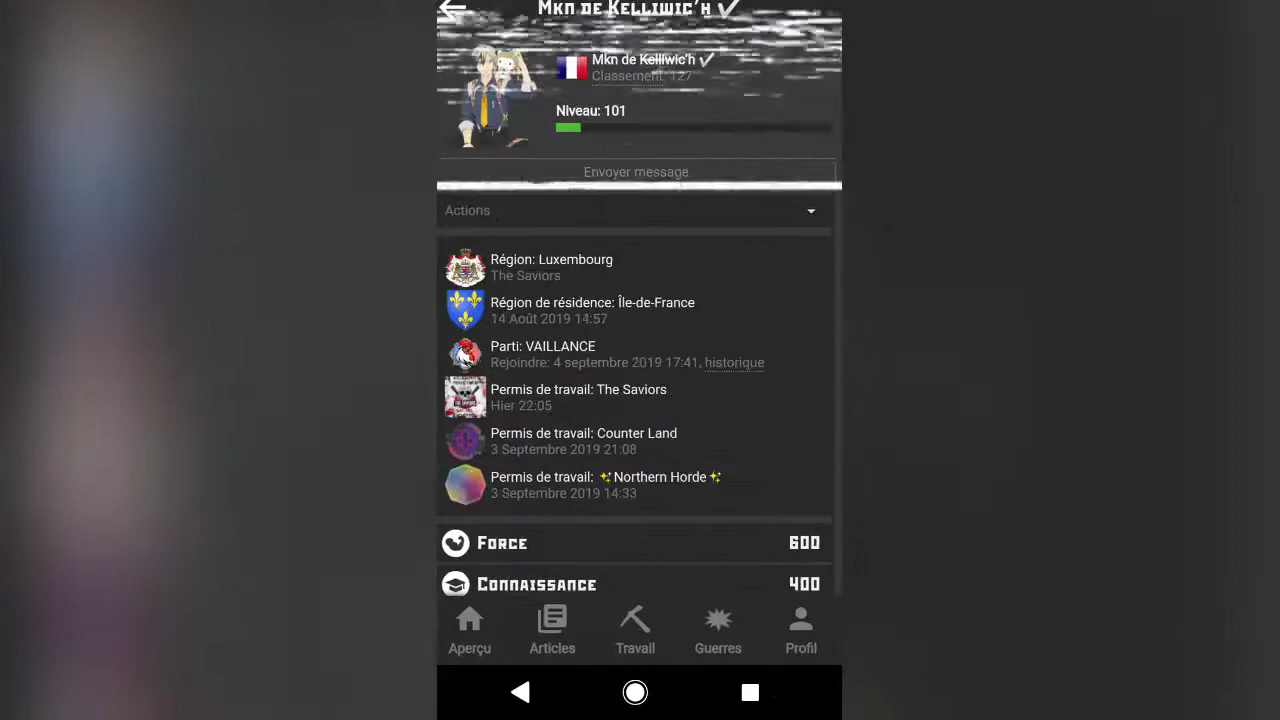 Mkn de Kelliwic'h ✔
Mkn de Kelliwic'h ✔
Classement: 127
Niveau: 101
Envoyer message
Actions
Région: Luxembourg
The Saviors
Région de résidence: Île-de-France
14 Août 2019 14:57
Parti: VAILLANCE
Rejoindre: 4 septembre 2019 17:41, historique
Permis de travail: The Saviors
Hier 22:05
Permis de travail: Counter Land
3 Septembre 2019 21:08
Permis de travail: ✨Northern Horde✨
3 Septembre 2019 14:33
Force 600
Connaissance 400
Aperçu Articles Travail Guerres Profil